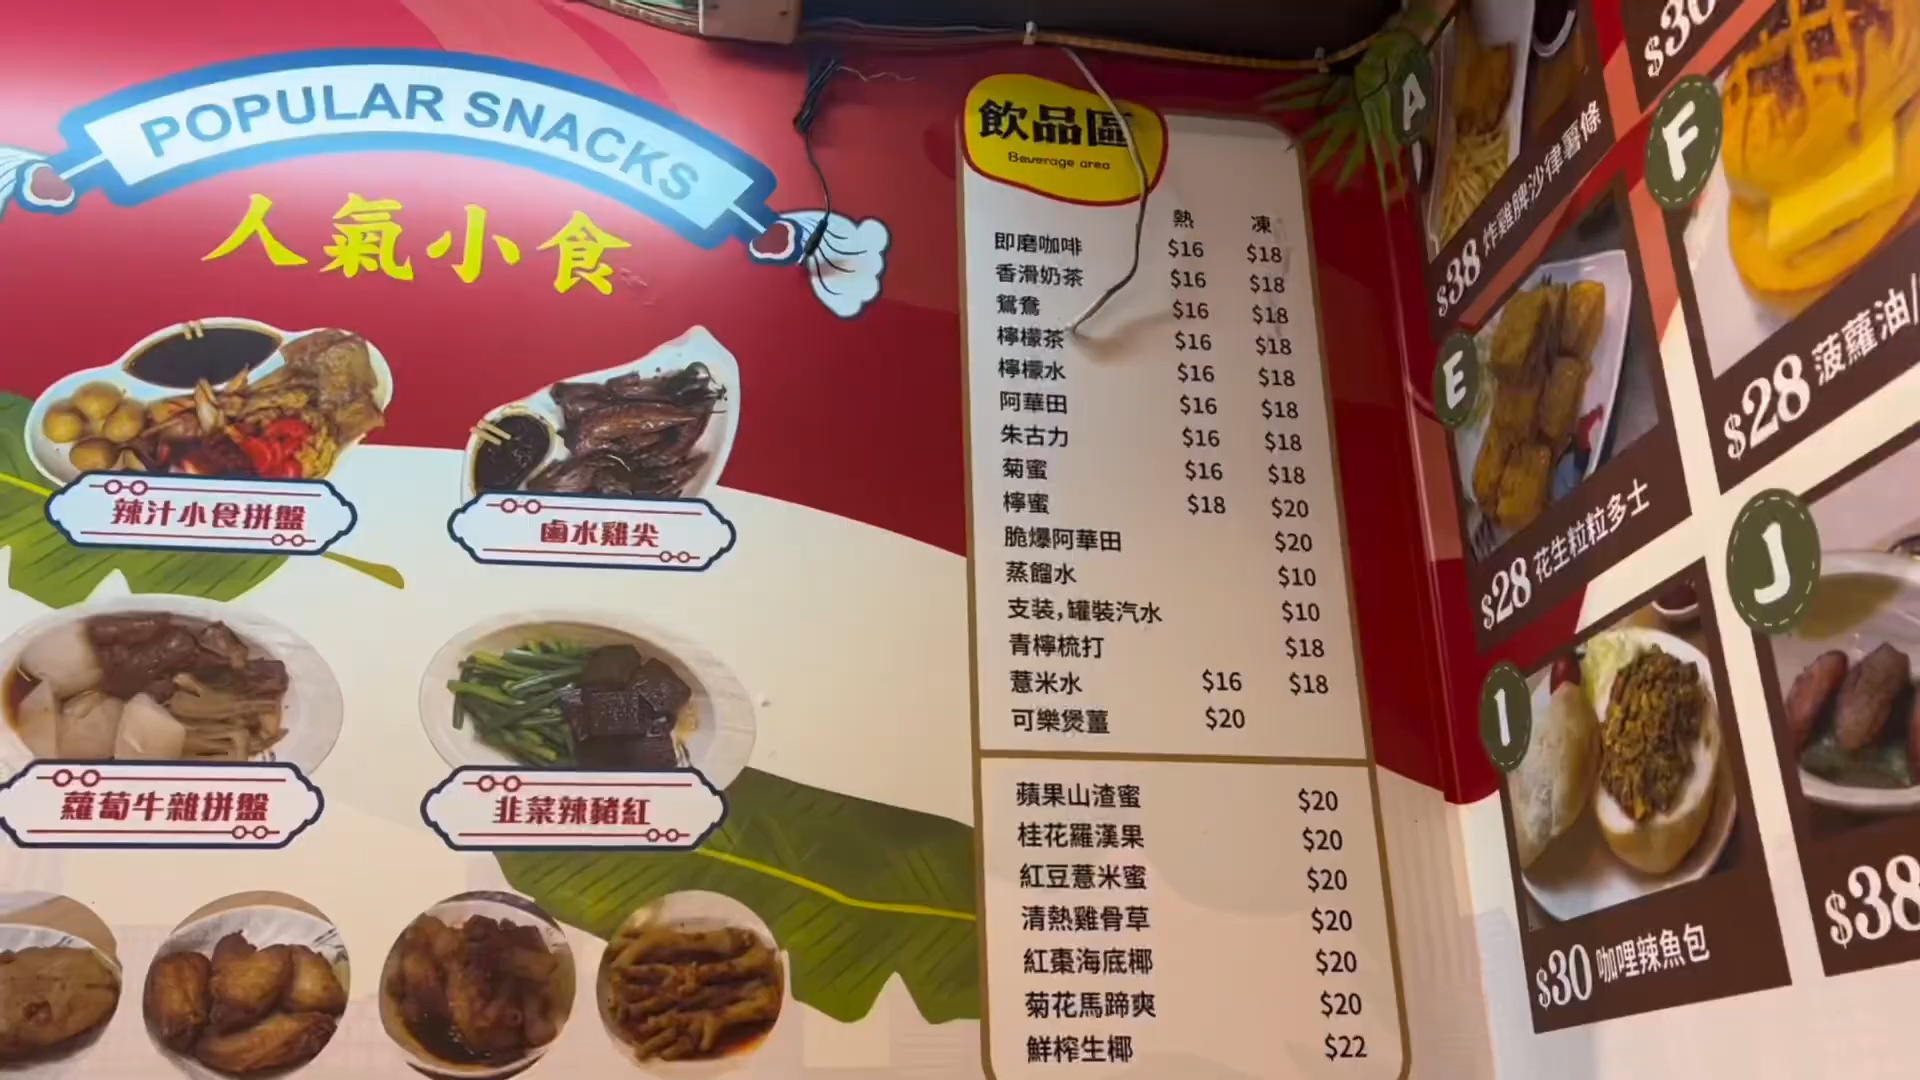 POPULAR SNACKS
人氣小食
辣汁小食拼盤
鹵水雞尖
蘿蔔牛雜拼盤
韭菜辣豬紅
飲品區
Beverage area
熱 凍
即磨咖啡 $16 $18
香滑奶茶 $16 $18
鴛鴦 $16 $18
檸檬茶 $16 $18
檸檬水 $16 $18
阿華田 $16 $18
朱古力 $16 $18
菊蜜 $16 $18
檸蜜 $18 $20
脆爆阿華田 $20
蒸餾水 $10
支装,罐裝汽水 $10
青檸梳打 $18
薏米水 $16 $18
可樂煲薑 $20
蘋果山渣蜜 $20
桂花羅漢果 $20
紅豆薏米蜜 $20
清熱雞骨草 $20
紅棗海底椰 $20
菊花馬蹄爽 $20
鮮榨生椰 $22
A
$38 炸雞脾沙律薯條
$30
F
$28 菠蘿油/
E
$28 花生粒粒多士
I
$30 咖哩辣魚包
J
$38